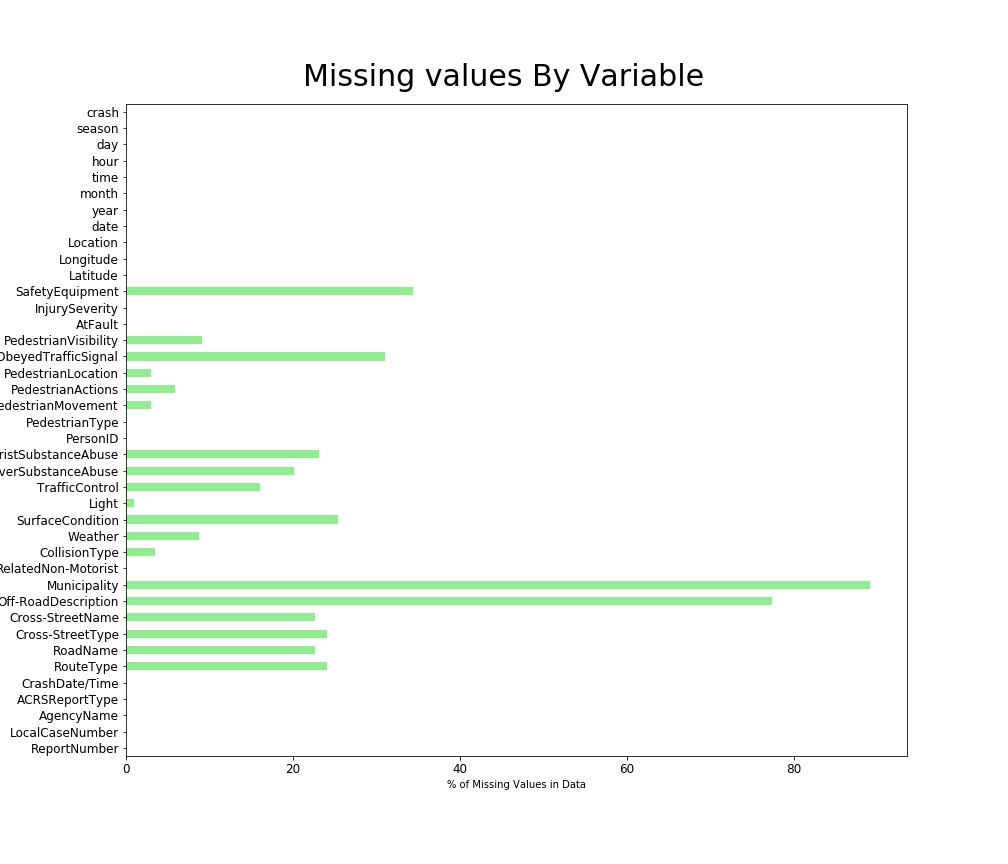 Missing values By Variable
crash
season
day
hour
time
month
year
date
Location
Longitude
Latitude
SafetyEquipment
InjurySeverity
AtFault
PedestrianVisibility
ObeyedTrafficSignal
PedestrianLocation
PedestrianActions
edestrianMovement
PedestrianType
PersonID
ristSubstanceAbuse
verSubstanceAbuse
TrafficControl
Light
SurfaceCondition
Weather
CollisionType
RelatedNon-Motorist
Municipality
Off-RoadDescription
Cross-StreetName
Cross-StreetType
RoadName
RouteType
CrashDate/Time
ACRSReportType
AgencyName
LocalCaseNumber
ReportNumber
0 20 40 60 80
% of Missing Values in Data